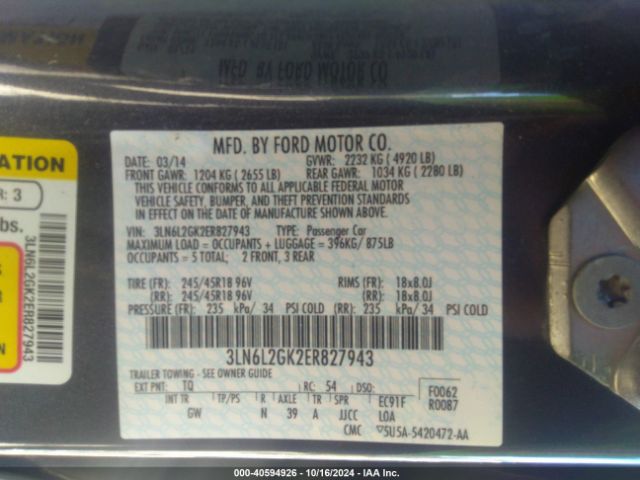 MFD. BY FORD MOTOR CO.
MFD. BY FORD MOTOR CO.
DATE: 03/14 GVWR: 2232 KG ( 4920 LB)
FRONT GAWR: 1204 KG ( 2655 LB) REAR GAWR: 1034 KG ( 2280 LB)
THIS VEHICLE CONFORMS TO ALL APPLICABLE FEDERAL MOTOR
VEHICLE SAFETY, BUMPER, AND THEFT PREVENTION STANDARDS
IN EFFECT ON THE DATE OF MANUFACTURE SHOWN ABOVE.
VIN: 3LN6L2GK2ER827943 TYPE: Passenger Car
MAXIMUM LOAD = OCCUPANTS + LUGGAGE = 396KG/ 875LB
OCCUPANTS = 5 TOTAL; 2 FRONT, 3 REAR
TIRE (FR): 245/45R18 96V RIMS (FR): 18x8.0J
(RR): 245/45R18 96V (RR): 18x8.0J
PRESSURE (FR): 235 kPa/ 34 PSI COLD (RR): 235 kPa/ 34 PSI COLD
3LN6L2GK2ER827943
TRAILER TOWING - SEE OWNER GUIDE
EXT PNT: TQ RC: 54 DSO: F0062
INT TR TP/PS R AXLE TR SPR EC91F R0087
GW N 39 A JJCC LOA
CMC 5U5A-5420472-AA
ATION
R: 3
lbs.
3LN6L2GK2ER827943
000-40594926 | 10/16/2024 | IAA Inc.